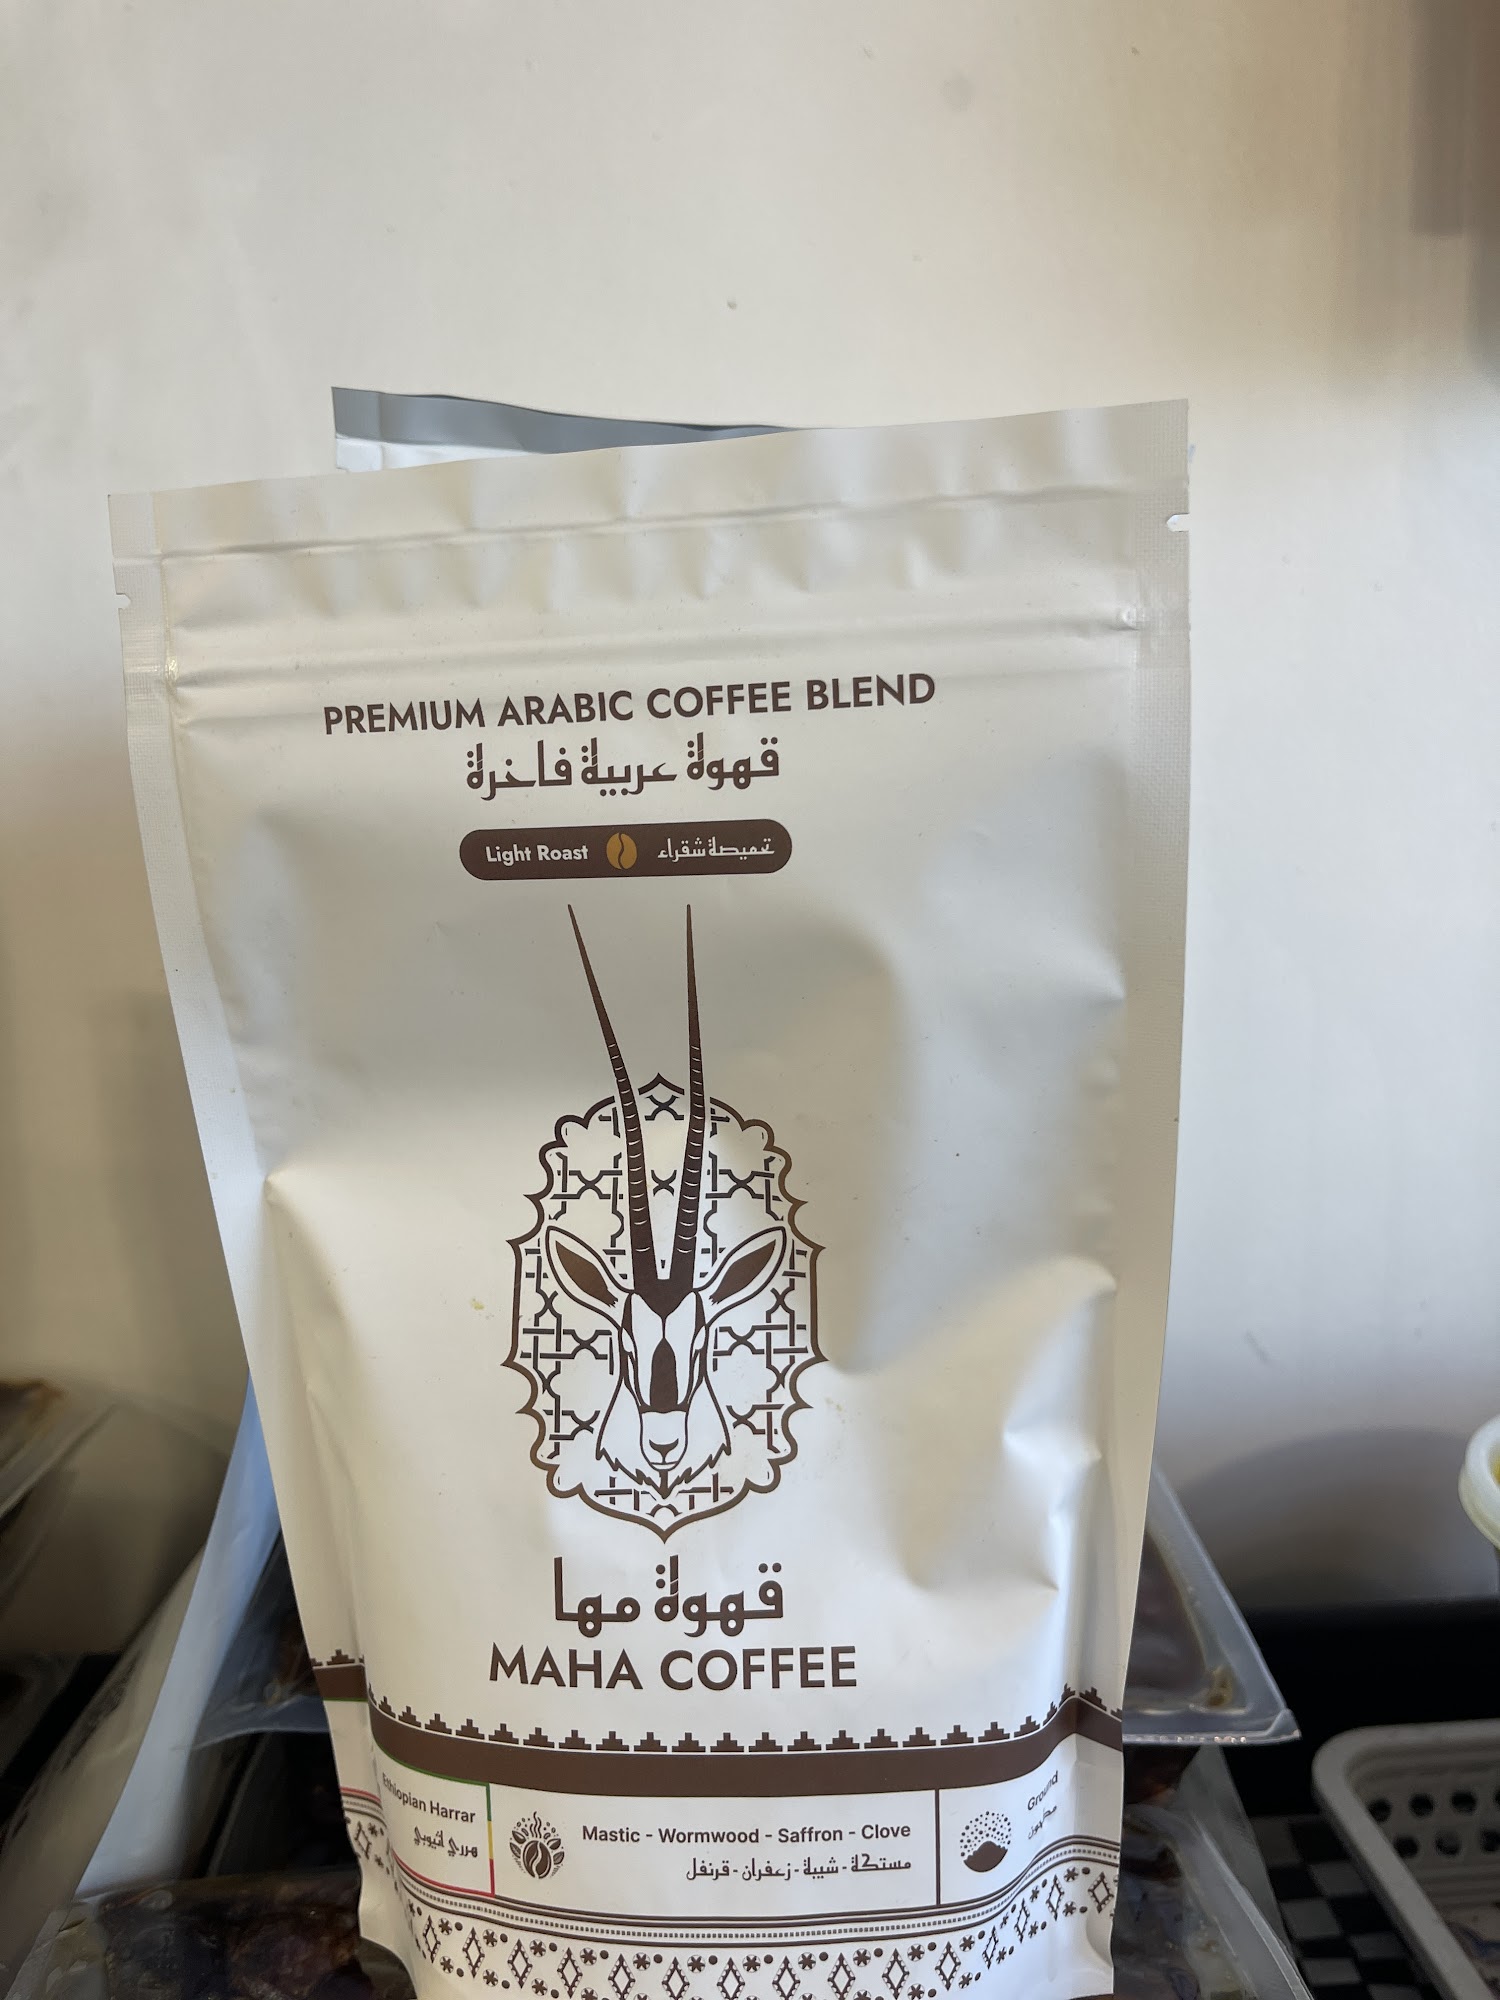 PREMIUM ARABIC COFFEE BLEND
قهوة عربية فاخرة
Light Roast تحميصة شقراء
قهوة مها
MAHA COFFEE
Ethiopian Harrar
هرري أثيوبي
Mastic - Wormwood - Saffron - Clove
مستكة - شيبة - زعفران - قرنفل
Ground
مطحون